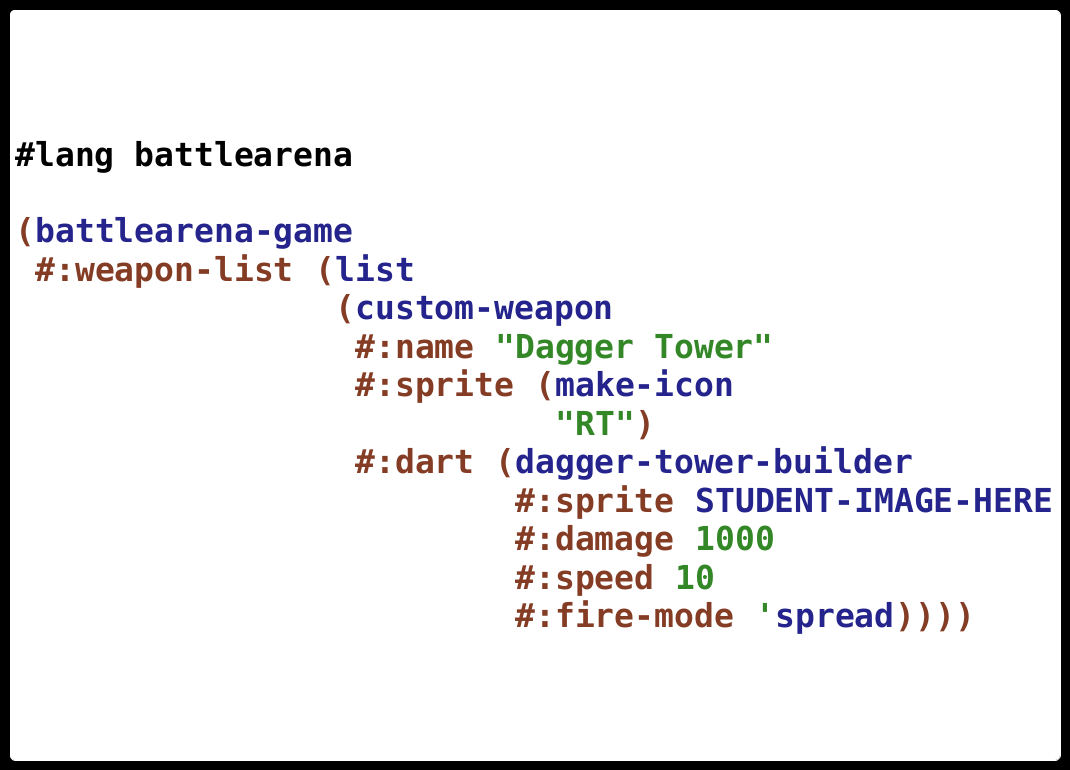 #lang battlearena
(battlearena-game
#:weapon-list (list
(custom-weapon
#:name "Dagger Tower"
#:sprite (make-icon
"RT")
#:dart (dagger-tower-builder
#:sprite STUDENT-IMAGE-HERE
#:damage 1000
#:speed 10
#:fire-mode 'spread))))